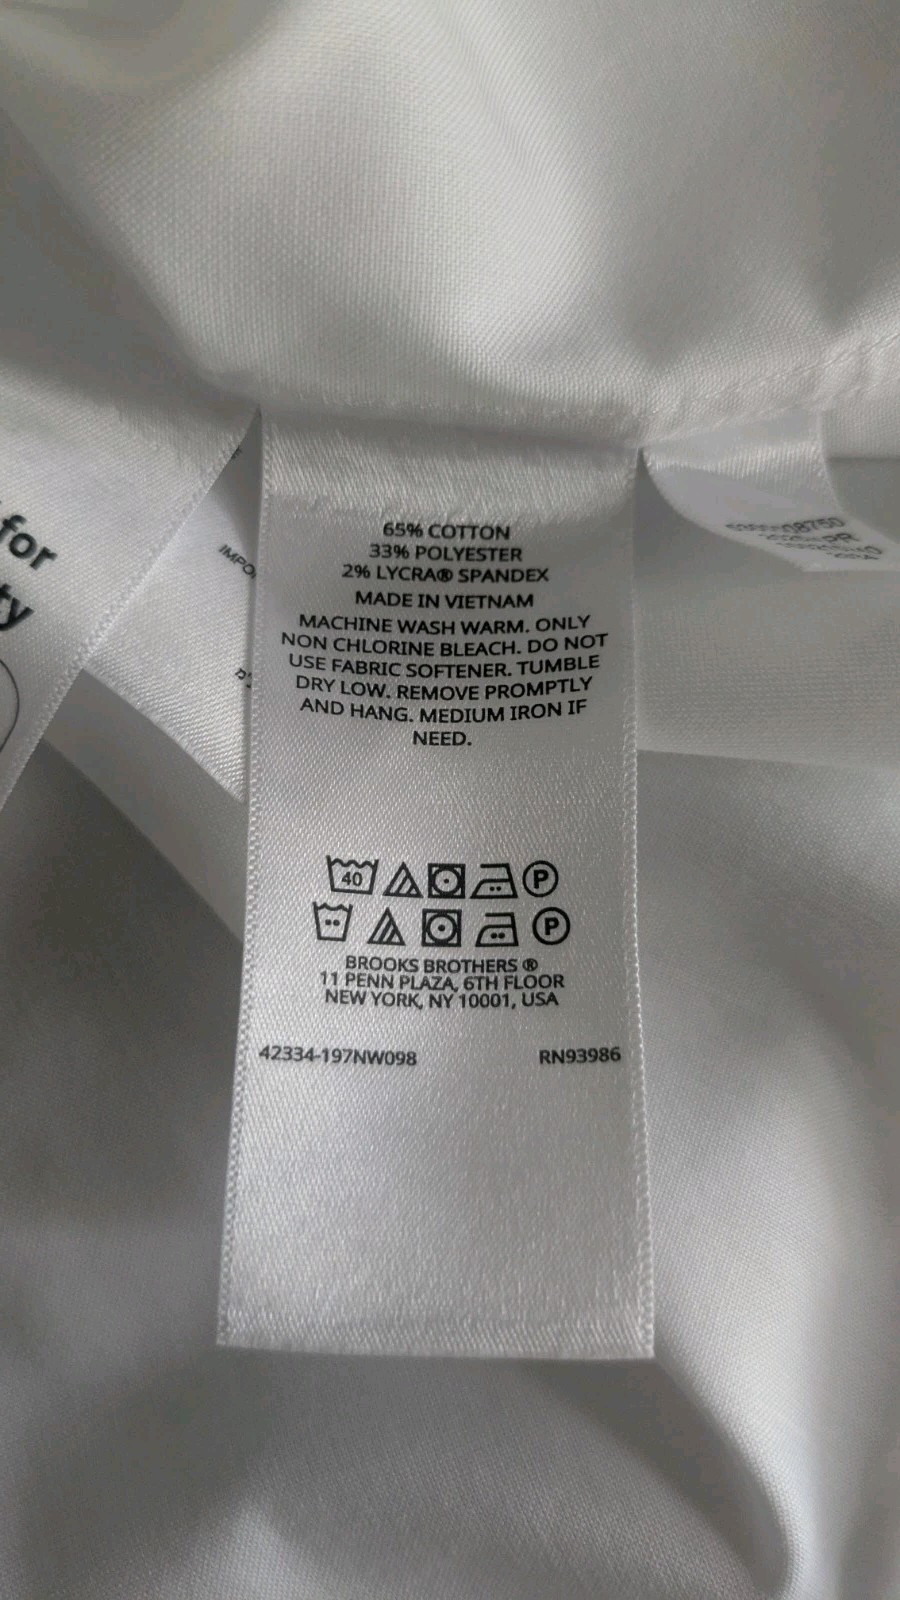 for
ty
IMPO
65% COTTON
33% POLYESTER
2% LYCRA® SPANDEX
MADE IN VIETNAM
MACHINE WASH WARM. ONLY
NON CHLORINE BLEACH. DO NOT
USE FABRIC SOFTENER. TUMBLE
DRY LOW. REMOVE PROMPTLY
AND HANG. MEDIUM IRON IF
NEED.
40 P
P
BROOKS BROTHERS ®
11 PENN PLAZA, 6TH FLOOR
NEW YORK, NY 10001, USA
42334-197NW098 RN93986